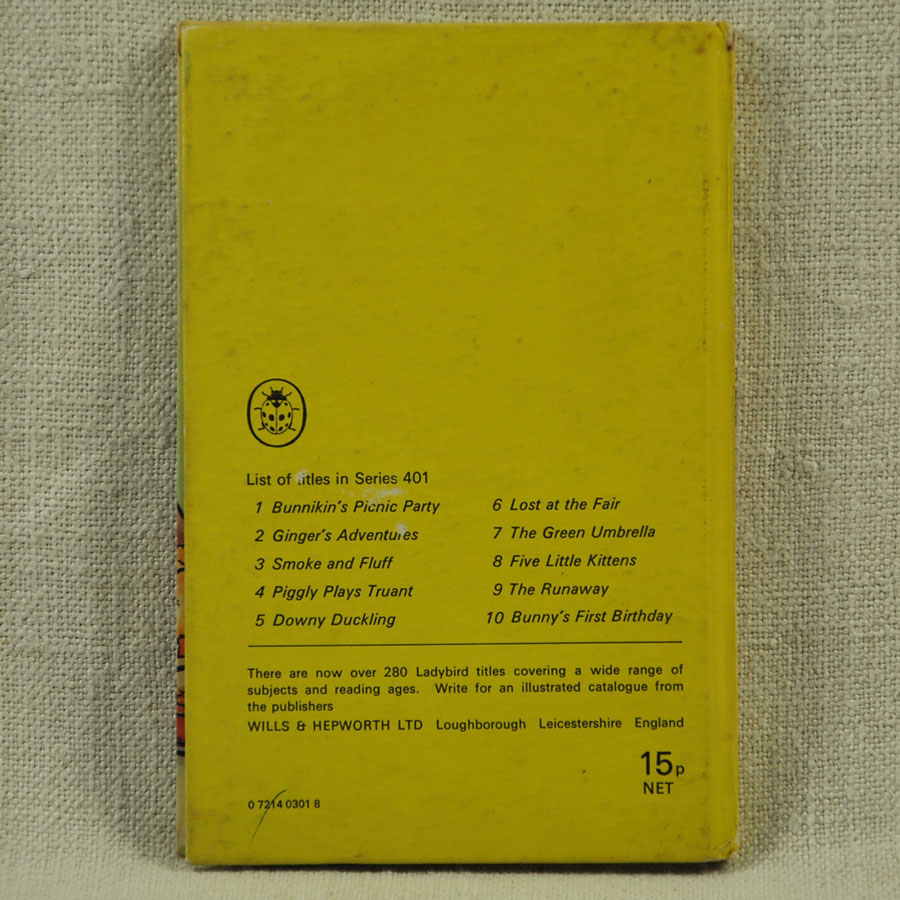 List of titles in Series 401
1 Bunnikin's Picnic Party
2 Ginger's Adventures
3 Smoke and Fluff
4 Piggly Plays Truant
5 Downy Duckling
6 Lost at the Fair
7 The Green Umbrella
8 Five Little Kittens
9 The Runaway
10 Bunny's First Birthday
There are now over 280 Ladybird titles covering a wide range of
subjects and reading ages. Write for an illustrated catalogue from
the publishers
WILLS & HEPWORTH LTD Loughborough Leicestershire England
15p
NET
0 7214 0301 8